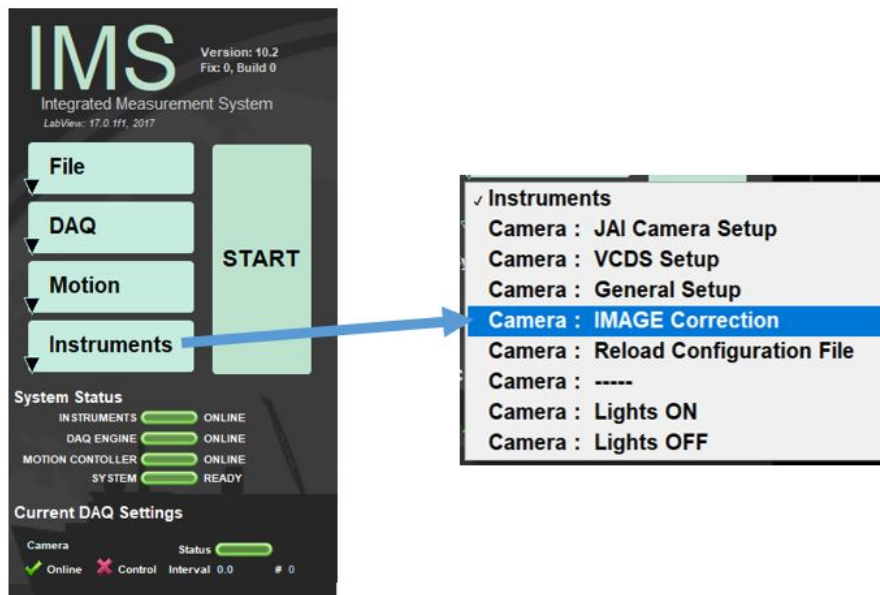 IMS
Version: 10.2
Fix: 0, Build 0
Integrated Measurement System
LabView: 17.0.1f1, 2017
File
DAQ
Motion
Instruments
START
System Status
INSTRUMENTS ONLINE
DAQ ENGINE ONLINE
MOTION CONTOLLER ONLINE
SYSTEM READY
Current DAQ Settings
Camera Status
Online Control Interval 0.0 # 0
✓ Instruments
Camera : JAI Camera Setup
Camera : VCDS Setup
Camera : General Setup
Camera : IMAGE Correction
Camera : Reload Configuration File
Camera : -----
Camera : Lights ON
Camera : Lights OFF